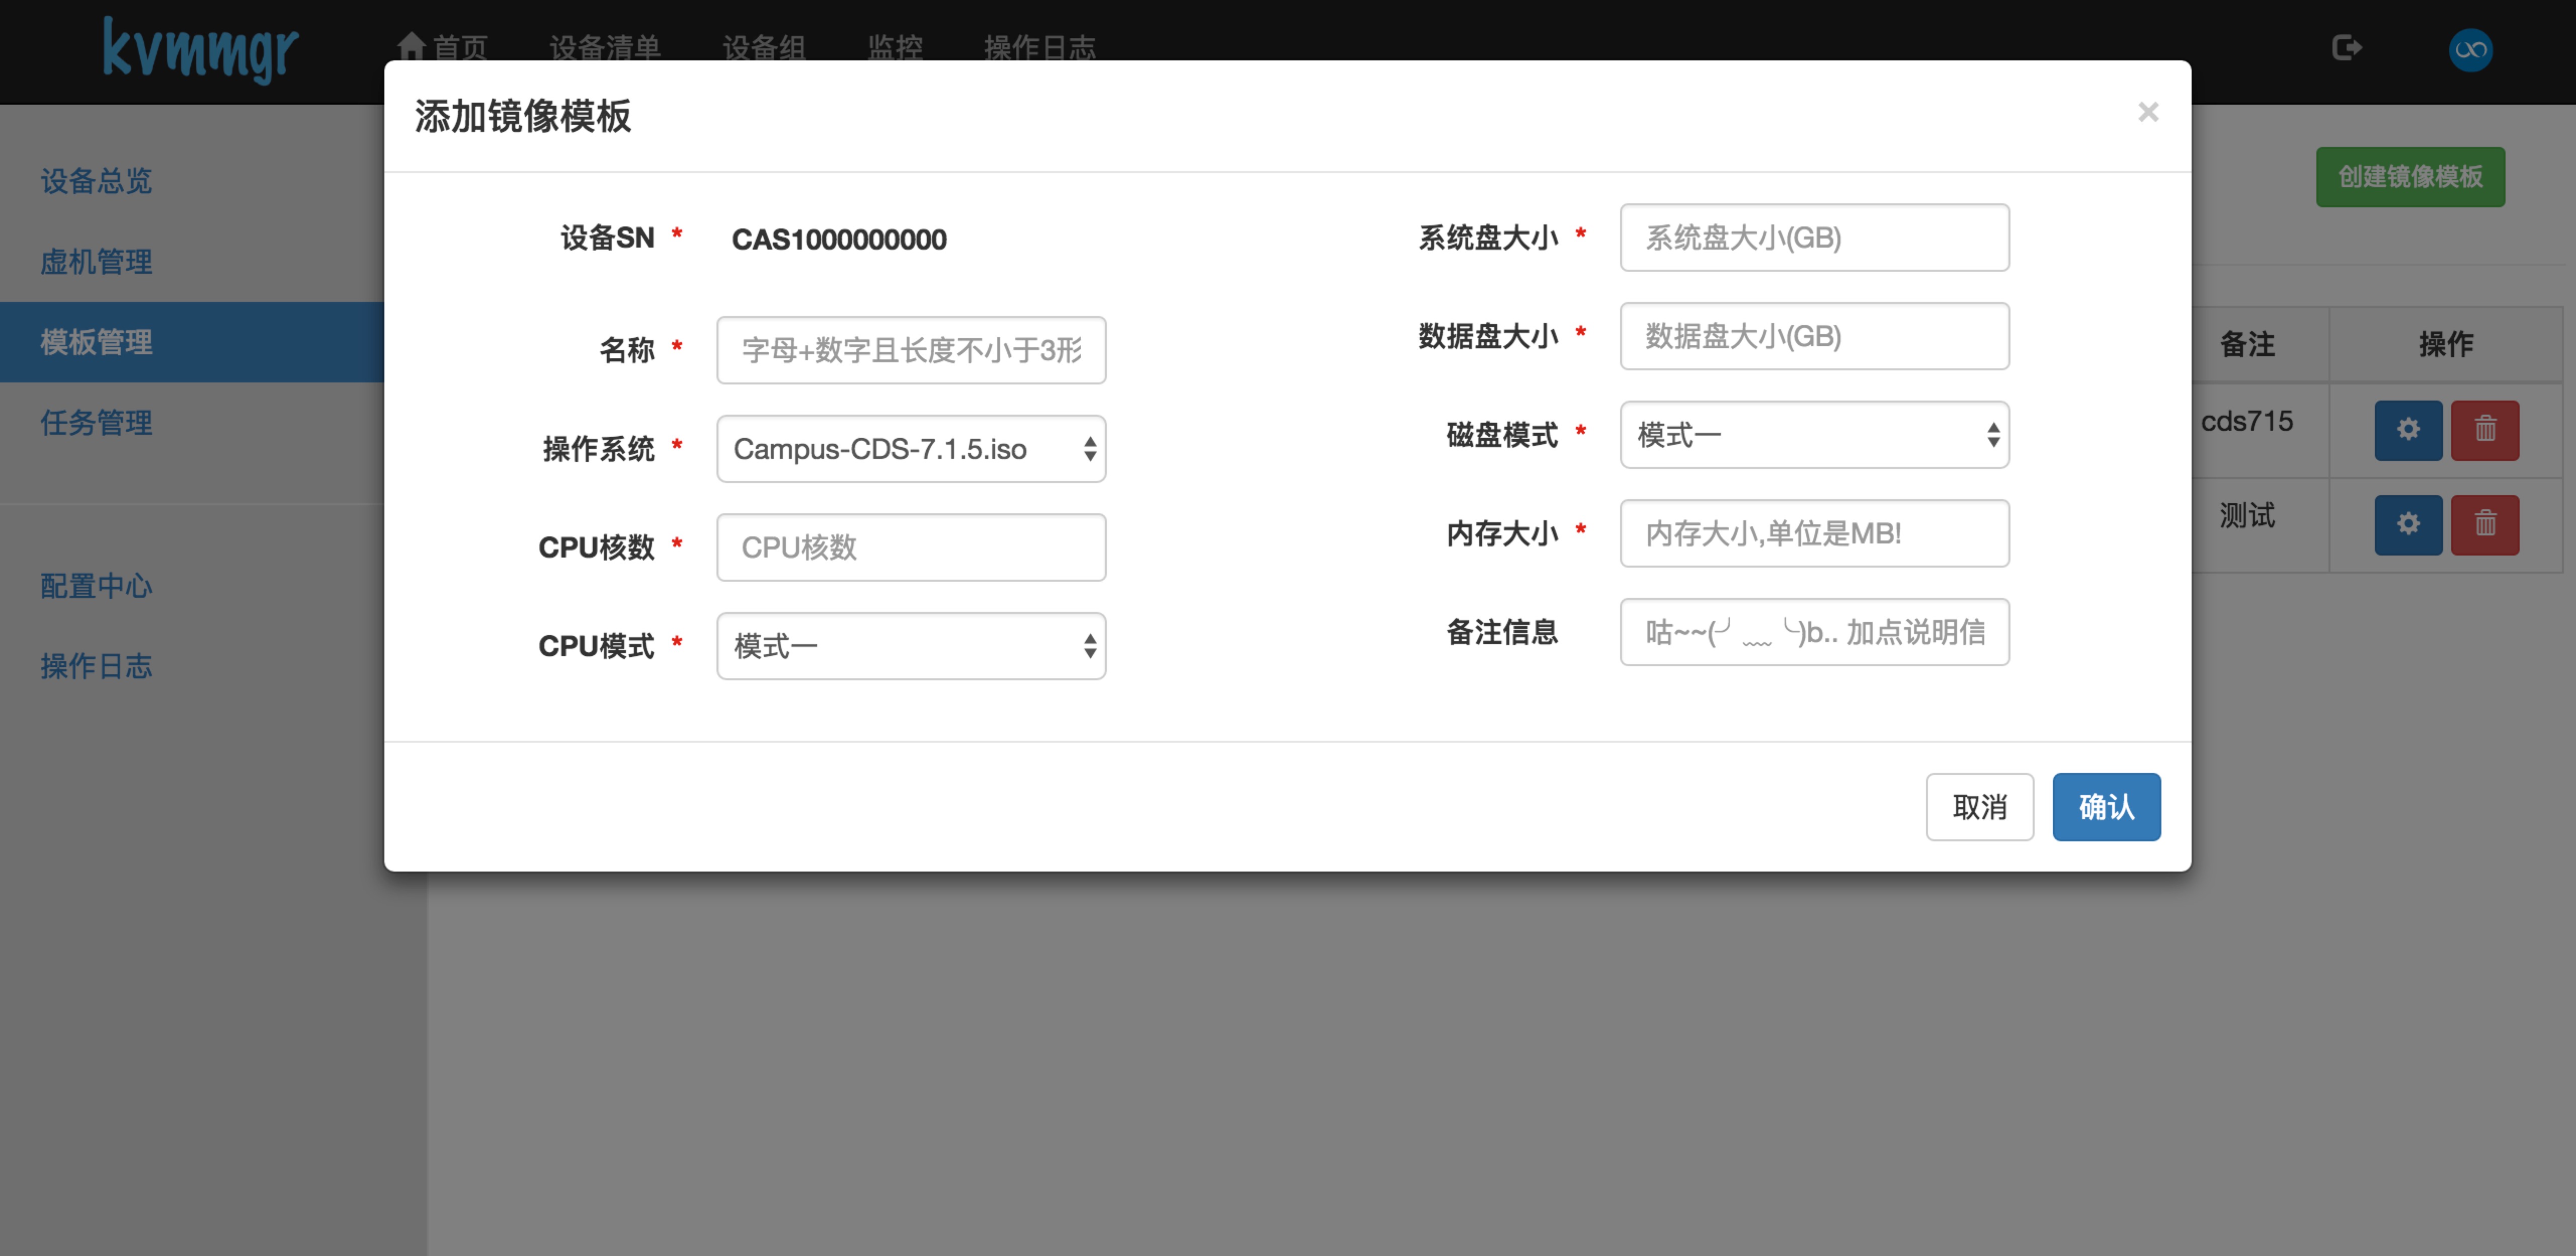 kvmmgr
首页 设备清单 设备组 监控 操作日志
设备总览
虚机管理
模板管理
任务管理
配置中心
操作日志
添加镜像模板
×
设备SN * CAS1000000000
名称 * 字母+数字且长度不小于3形
操作系统 * Campus-CDS-7.1.5.iso
CPU核数 * CPU核数
CPU模式 * 模式一
系统盘大小 * 系统盘大小(GB)
数据盘大小 * 数据盘大小(GB)
磁盘模式 * 模式一
内存大小 * 内存大小,单位是MB!
备注信息 咕~~(╯﹏╰)b.. 加点说明信
取消 确认
创建镜像模板
备注 操作
cds715
测试